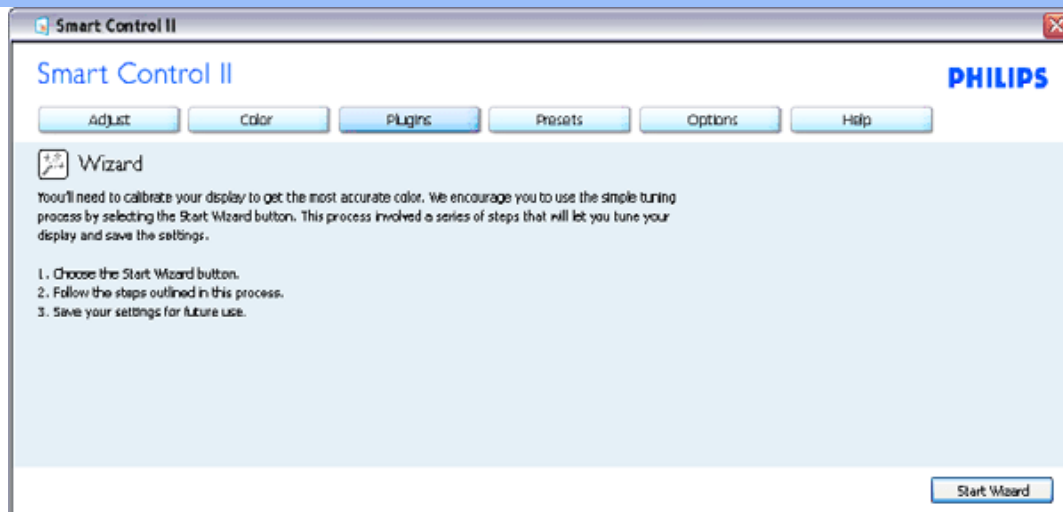 Smart Control II
Smart Control II
PHILIPS
Adjust Color Plugins Presets Options Help
Wizard
Yoou'll need to calibrate your display to get the most accurate color. We encourage you to use the simple tuning
process by selecting the Start Wizard button. This process involved a series of steps that will let you tune your
display and save the settings.
1. Choose the Start Wizard button.
2. Follow the steps outlined in this process.
3. Save your settings for future use.
Start Wizard